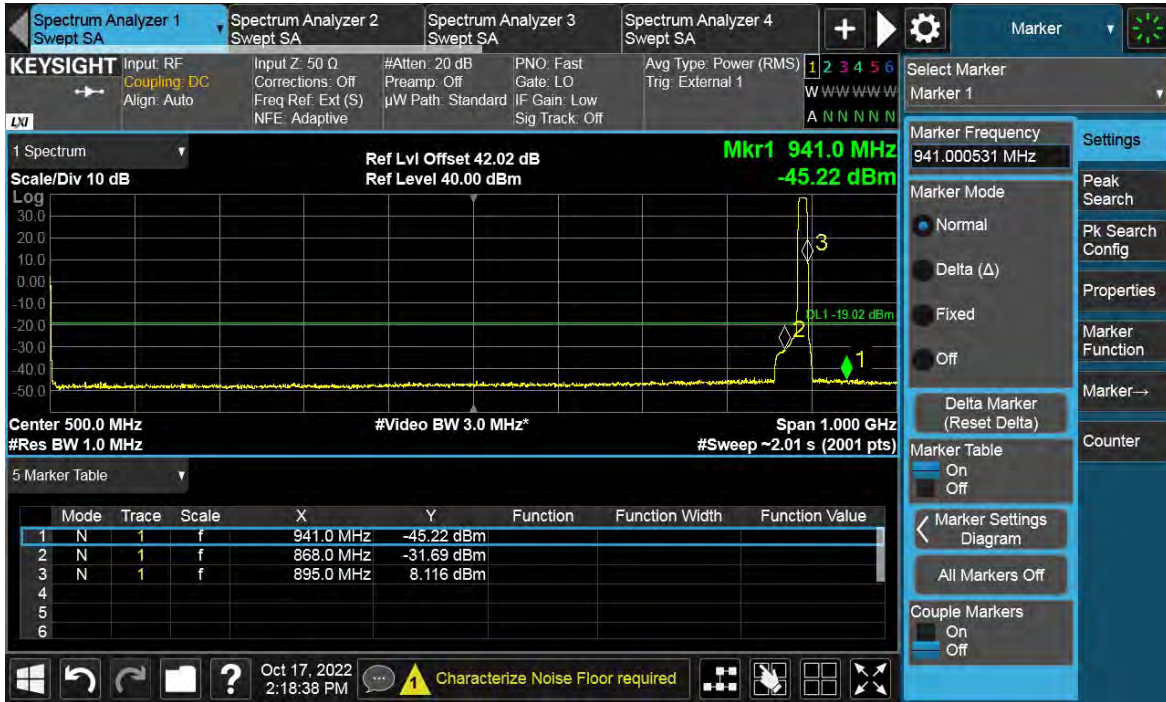 Spectrum Analyzer 1
Swept SA
Spectrum Analyzer 2
Swept SA
Spectrum Analyzer 3
Swept SA
Spectrum Analyzer 4
Swept SA
+
Marker
KEYSIGHT
LXI
Input: RF
Coupling: DC
Align: Auto
Input Z: 50 Ω
Corrections: Off
Freq Ref: Ext (S)
NFE: Adaptive
#Atten: 20 dB
Preamp: Off
µW Path: Standard
PNO: Fast
Gate: LO
IF Gain: Low
Sig Track: Off
Avg Type: Power (RMS)
Trig: External 1
1 2 3 4 5 6
W W W W W W
A N N N N N
Select Marker
Marker 1
1 Spectrum
Scale/Div 10 dB
Ref Lvl Offset 42.02 dB
Ref Level 40.00 dBm
Mkr1 941.0 MHz
-45.22 dBm
Log
30.0
20.0
10.0
0.00
-10.0
-20.0
-30.0
-40.0
-50.0
3
DL1 -19.02 dBm
2
1
Center 500.0 MHz
#Res BW 1.0 MHz
#Video BW 3.0 MHz*
Span 1.000 GHz
#Sweep ~2.01 s (2001 pts)
5 Marker Table
Mode Trace Scale X Y Function Function Width Function Value
1 N 1 f 941.0 MHz -45.22 dBm
2 N 1 f 868.0 MHz -31.69 dBm
3 N 1 f 895.0 MHz 8.116 dBm
4
5
6
Marker Frequency
941.000531 MHz
Marker Mode
Normal
Delta (Δ)
Fixed
Off
Delta Marker
(Reset Delta)
Marker Table
On
Off
Marker Settings
Diagram
All Markers Off
Couple Markers
On
Off
Settings
Peak
Search
Pk Search
Config
Properties
Marker
Function
Marker→
Counter
?
Oct 17, 2022
2:18:38 PM
1
Characterize Noise Floor required